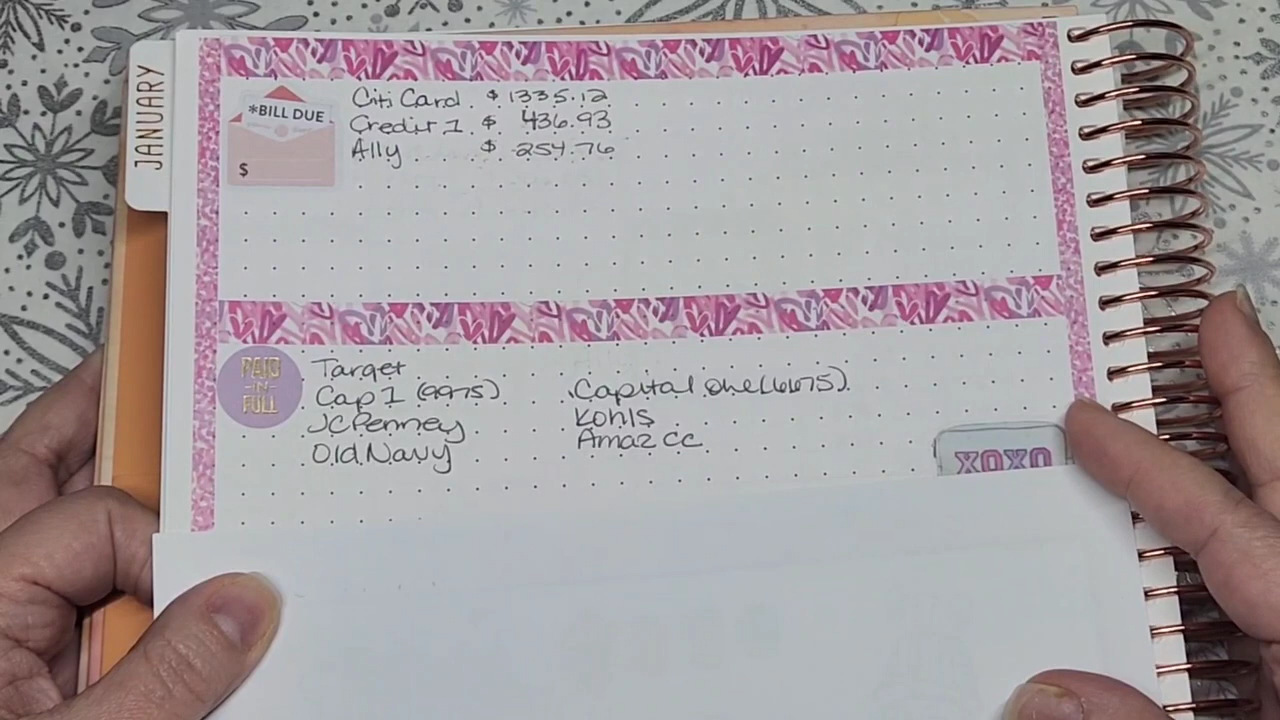 JANUARY
*BILL DUE
$
Citi Card $ 1335.12
Credit 1 $ 436.93
Ally $ 254.76
PAID
-IN-
FULL
Target
Cap 1 (9975)
JCPenney
Old Navy
Capital One (6675)
Kohls
Amaz CC
XOXO